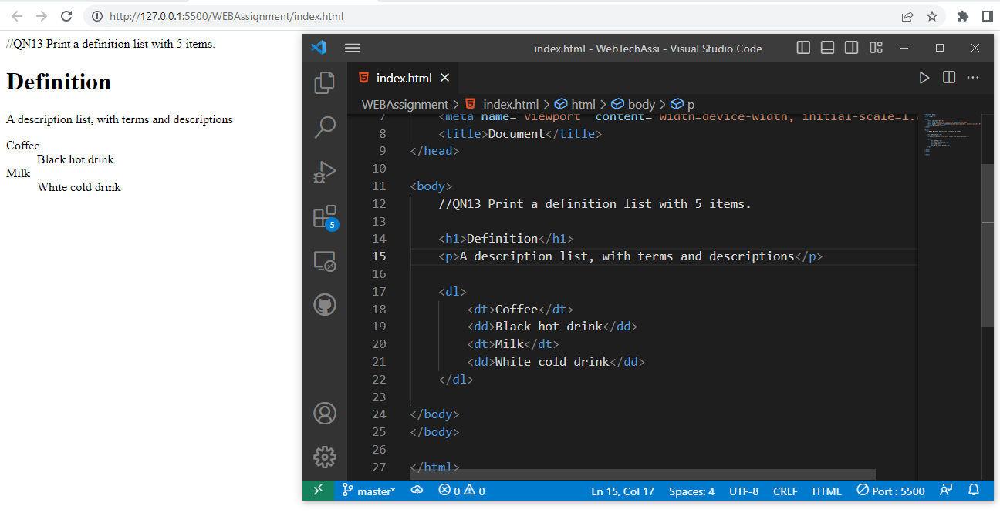 http://127.0.0.1:5500/WEBAssignment/index.html
//QN13 Print a definition list with 5 items.
Definition
A description list, with terms and descriptions
Coffee
Black hot drink
Milk
White cold drink
index.html - WebTechAssi - Visual Studio Code
index.html
WEBAssignment > index.html > html > body > p
7 <meta name="viewport" content="width=device-width, initial-scale=1.
8 <title>Document</title>
9 </head>
10
11 <body>
12 //QN13 Print a definition list with 5 items.
13
14 <h1>Definition</h1>
15 <p>A description list, with terms and descriptions</p>
16
17 <dl>
18 <dt>Coffee</dt>
19 <dd>Black hot drink</dd>
20 <dt>Milk</dt>
21 <dd>White cold drink</dd>
22 </dl>
23
24 </body>
25 </body>
26
27 </html>
5
master* 0 0 Ln 15, Col 17 Spaces: 4 UTF-8 CRLF HTML Port : 5500